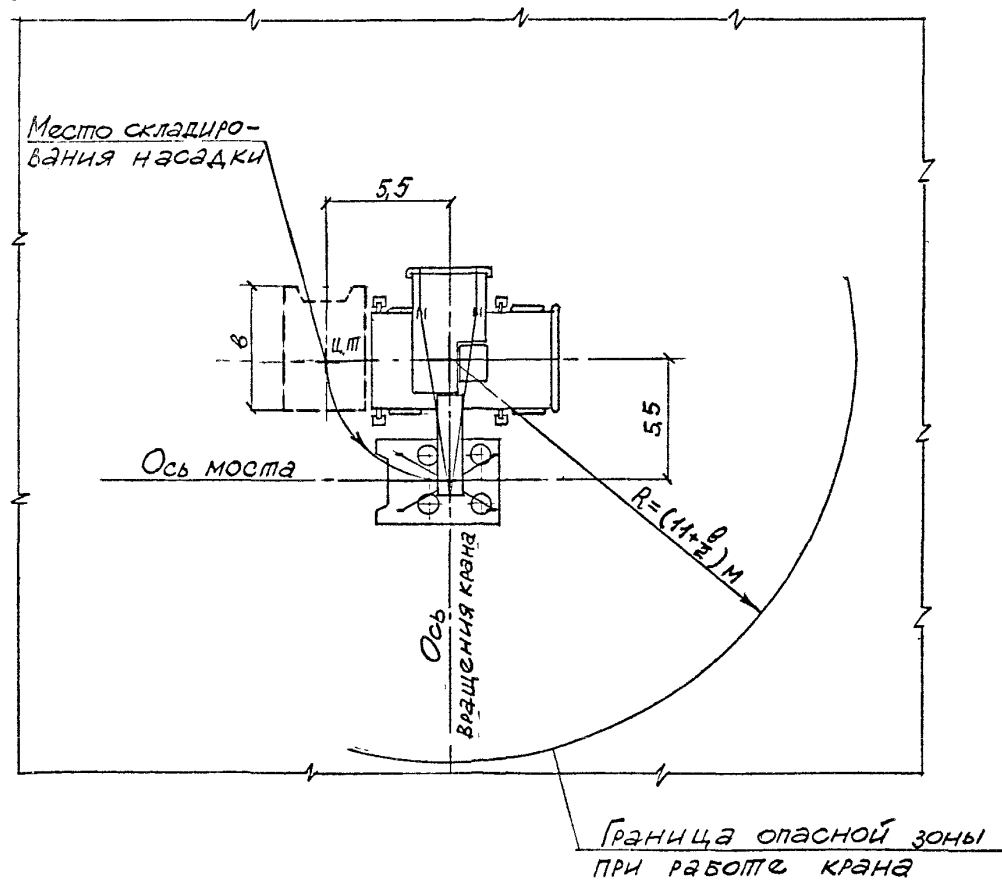 Место складиро-
вания насадки
5,5
в
ц.т
5,5
Ось моста
R=(11+в/2)м
Ось
вращения крана
Граница опасной зоны
при работе крана